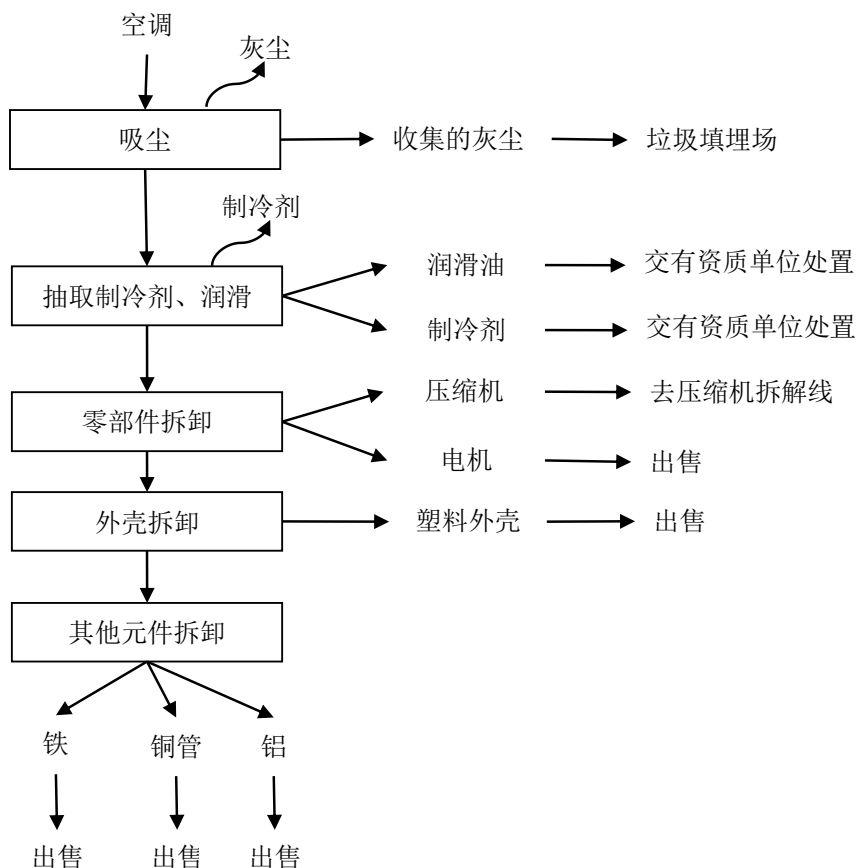 空调
灰尘
吸尘
收集的灰尘
垃圾填埋场
制冷剂
抽取制冷剂、润滑
润滑油
交有资质单位处置
制冷剂
交有资质单位处置
零部件拆卸
压缩机
去压缩机拆解线
电机
出售
外壳拆卸
塑料外壳
出售
其他元件拆卸
铁
铜管
铝
出售
出售
出售